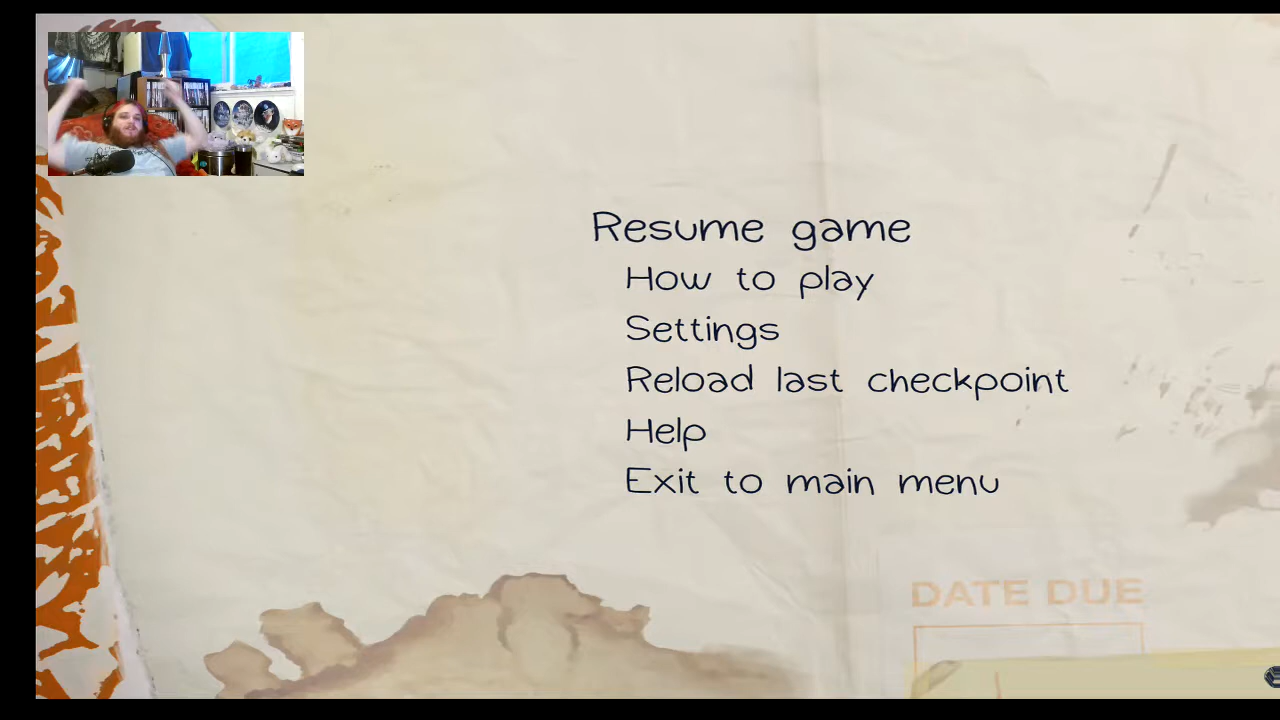 Resume game
How to play
Settings
Reload last checkpoint
Help
Exit to main menu
DATE DUE